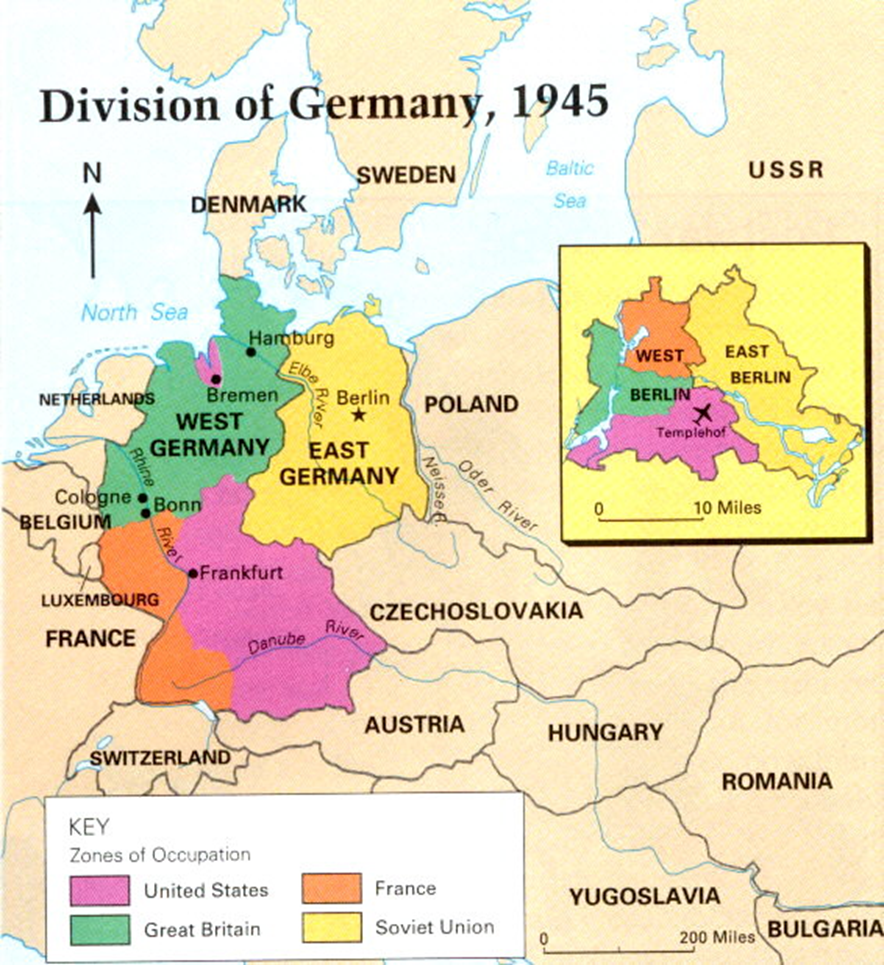 Division of Germany, 1945
N
SWEDEN
Baltic
Sea
USSR
DENMARK
North Sea
Hamburg
Elbe River
NETHERLANDS
Bremen
Berlin
POLAND
WEST
GERMANY
EAST
GERMANY
Rhine
River
Neisse R.
Oder River
Cologne
Bonn
BELGIUM
Frankfurt
LUXEMBOURG
FRANCE
CZECHOSLOVAKIA
Danube River
AUSTRIA
HUNGARY
SWITZERLAND
ROMANIA
YUGOSLAVIA
BULGARIA
WEST
BERLIN
EAST
BERLIN
Templehof
0 10 Miles
KEY
Zones of Occupation
United States
France
Great Britain
Soviet Union
0 200 Miles